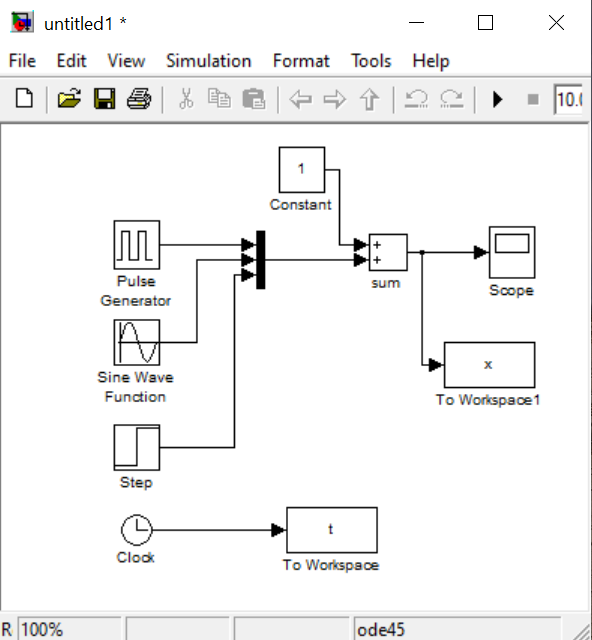 untitled1 *
File Edit View Simulation Format Tools Help
10.0
1
Constant
+
+
sum
Pulse
Generator
Scope
Sine Wave
Function
x
To Workspace1
Step
Clock
t
To Workspace
R 100% ode45